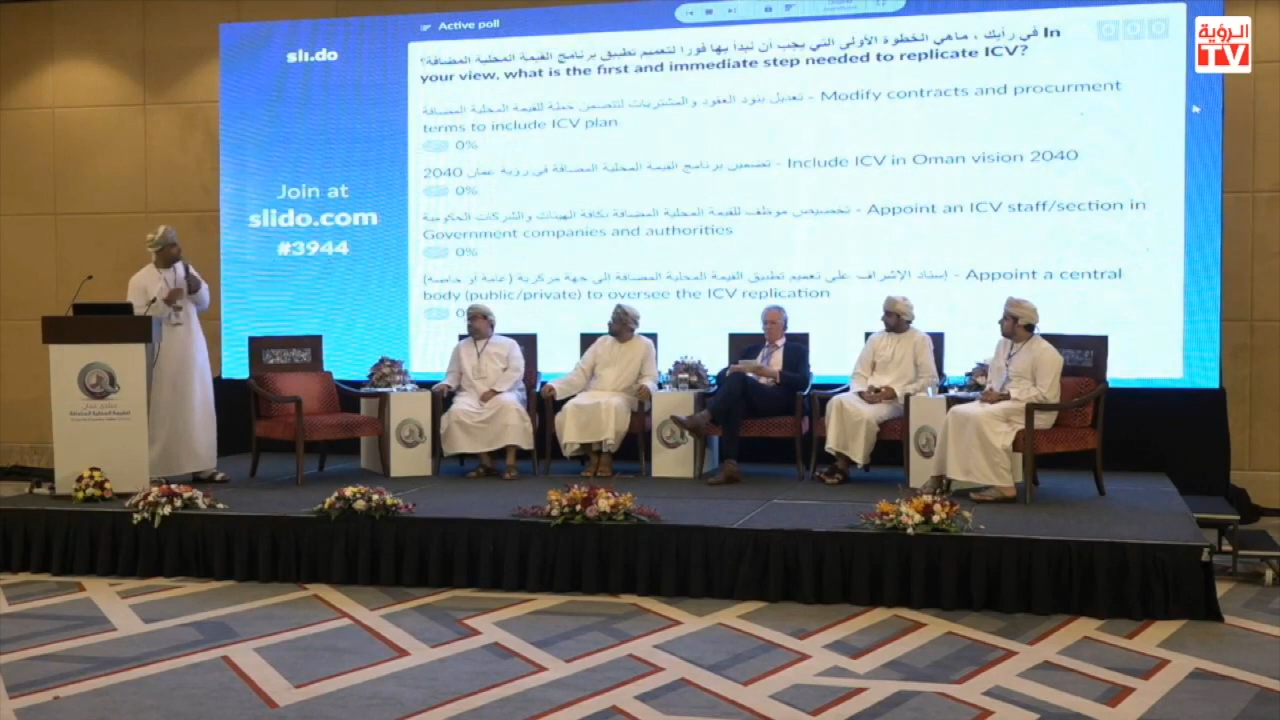 Active poll
الرؤية
TV
sli.do
في رأيك ، ماهي الخطوة الأولى التي يجب أن نبدأ بها فورا لتعميم تطبيق برنامج القيمة المحلية المضافة؟ In
your view, what is the first and immediate step needed to replicate ICV?
تعديل بنود العقود والمشتريات لتتضمن خطة للقيمة المحلية المضافة - Modify contracts and procurment
terms to include ICV plan
0%
تضمين برنامج القيمة المحلية المضافة في رؤية عمان 2040 - Include ICV in Oman vision 2040
0%
تخصيص موظف للقيمة المحلية المضافة بكافة الهيئات والشركات الحكومية - Appoint an ICV staff/section in
Government companies and authorities
0%
إسناد الإشراف على تعميم تطبيق القيمة المحلية المضافة إلى جهة مركزية (عامة او خاصة) - Appoint a central
body (public/private) to oversee the ICV replication
Join at
slido.com
#3944
للقيمة المحلية المضافة